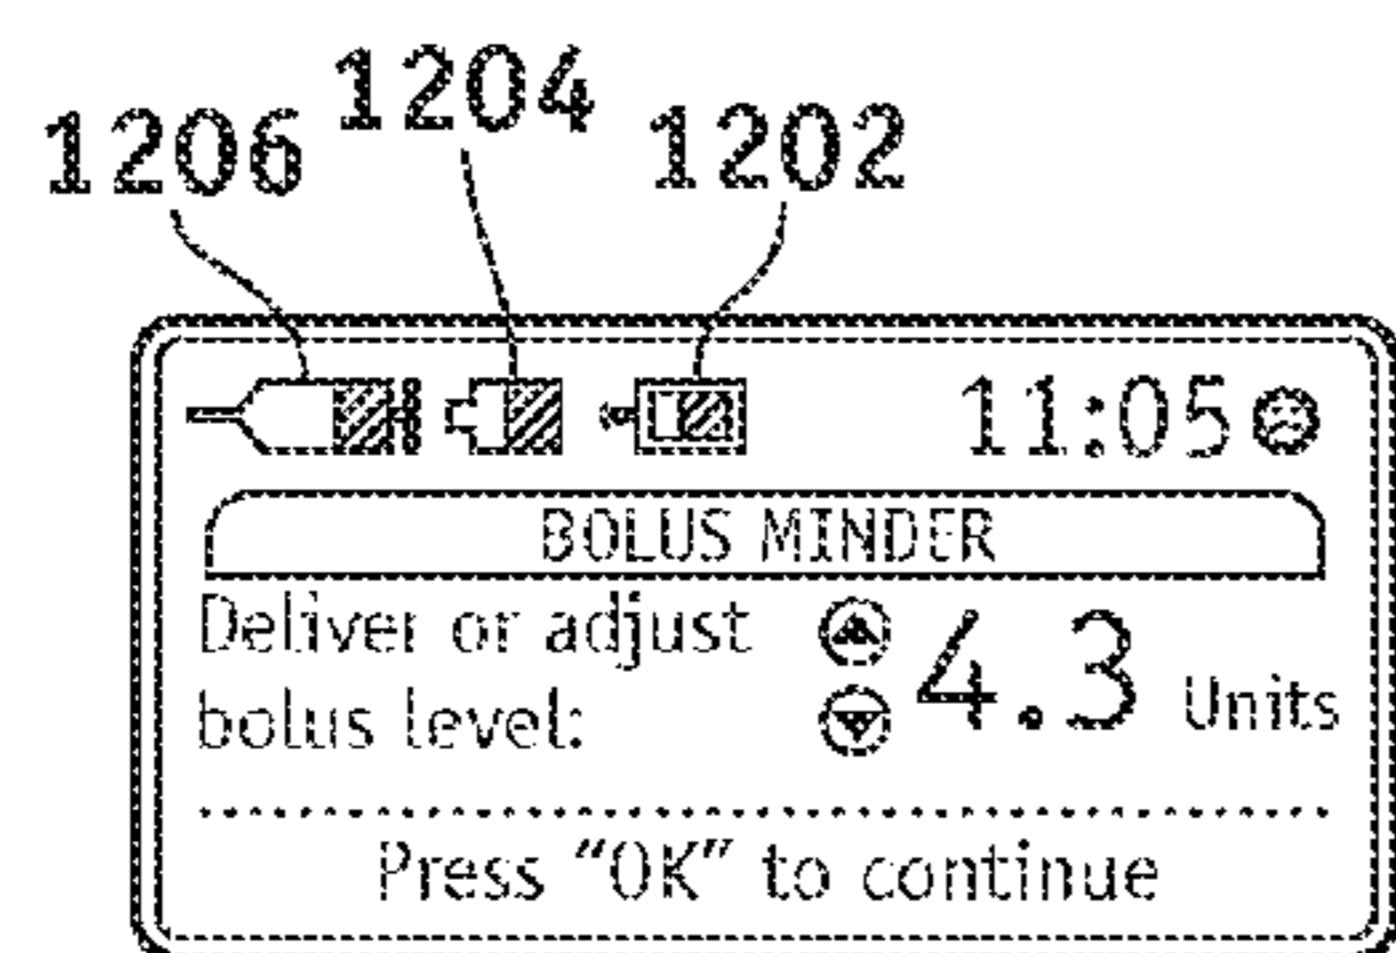 1206 1204 1202
11:05
BOLUS MINDER
Deliver or adjust
bolus level:
4.3 Units
Press “OK” to continue